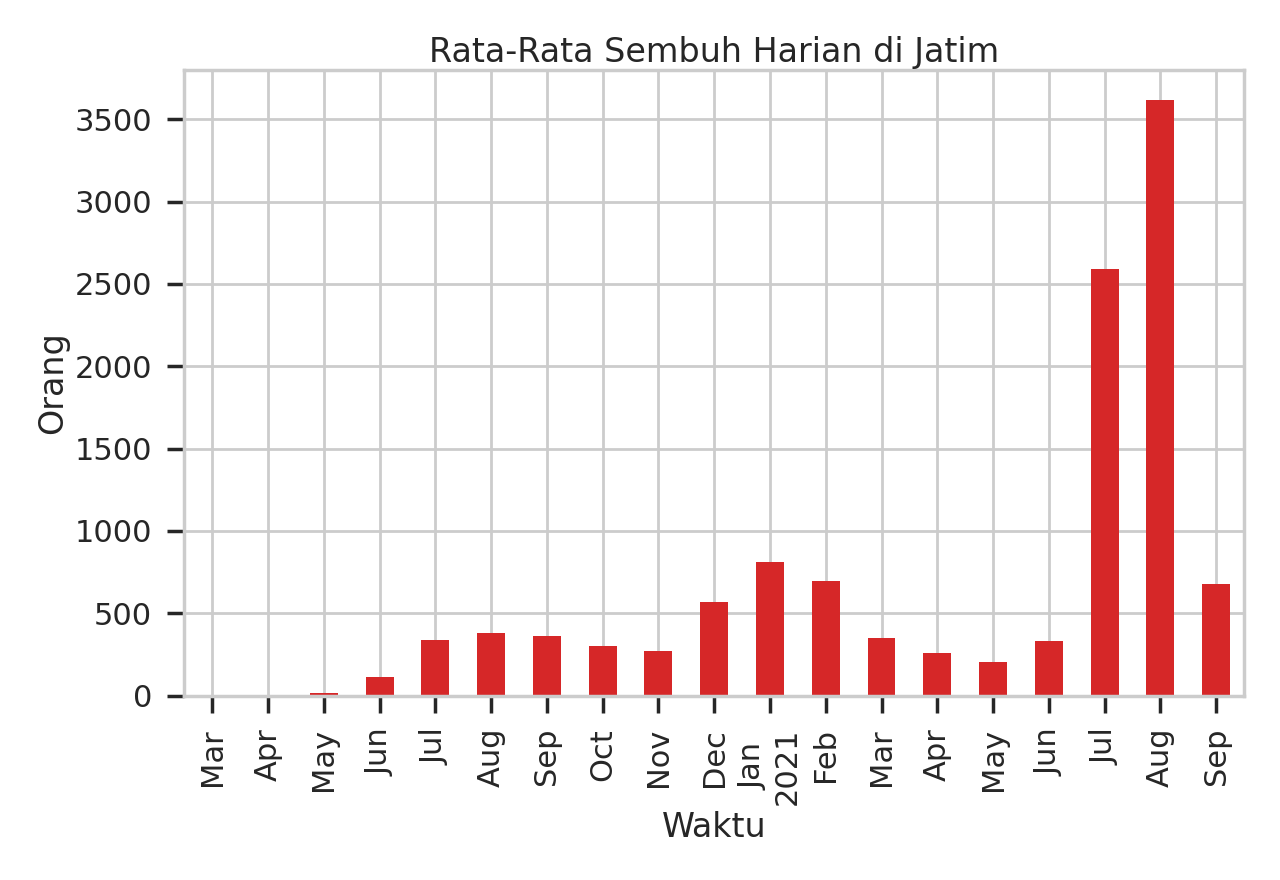 Rata-Rata Sembuh Harian di Jatim
3500
3000
2500
2000
1500
1000
500
0
Orang
Mar
Apr
May
Jun
Jul
Aug
Sep
Oct
Nov
Dec
Jan
2021
Feb
Mar
Apr
May
Jun
Jul
Aug
Sep
Waktu